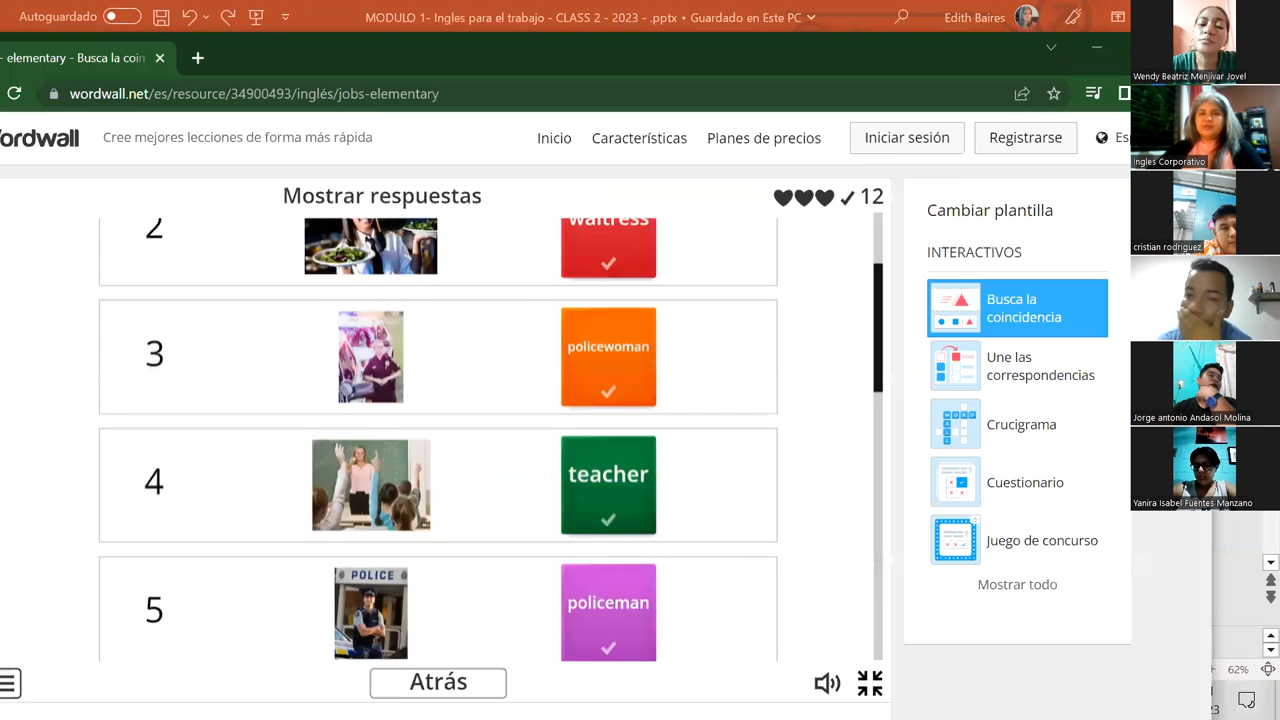 Autoguardado
MODULO 1- Ingles para el trabajo - CLASS 2 - 2023 - .pptx • Guardado en Este PC
Edith Baires
- elementary - Busca la coin
wordwall.net/es/resource/34900493/inglés/jobs-elementary
ordwall
Cree mejores lecciones de forma más rápida
Inicio
Características
Planes de precios
Iniciar sesión
Registrarse
Es
Mostrar respuestas
12
2
waitress
3
policewoman
4
teacher
5
POLICE
policeman
Atrás
Cambiar plantilla
INTERACTIVOS
Busca la
coincidencia
Une las
correspondencias
Crucigrama
Cuestionario
Juego de concurso
Mostrar todo
Wendy Beatriz Menjivar Jovel
Ingles Corporativo
cristian rodriguez
Jorge antonio Andasol Molina
Yanira Isabel Fuentes Manzano
62%
23